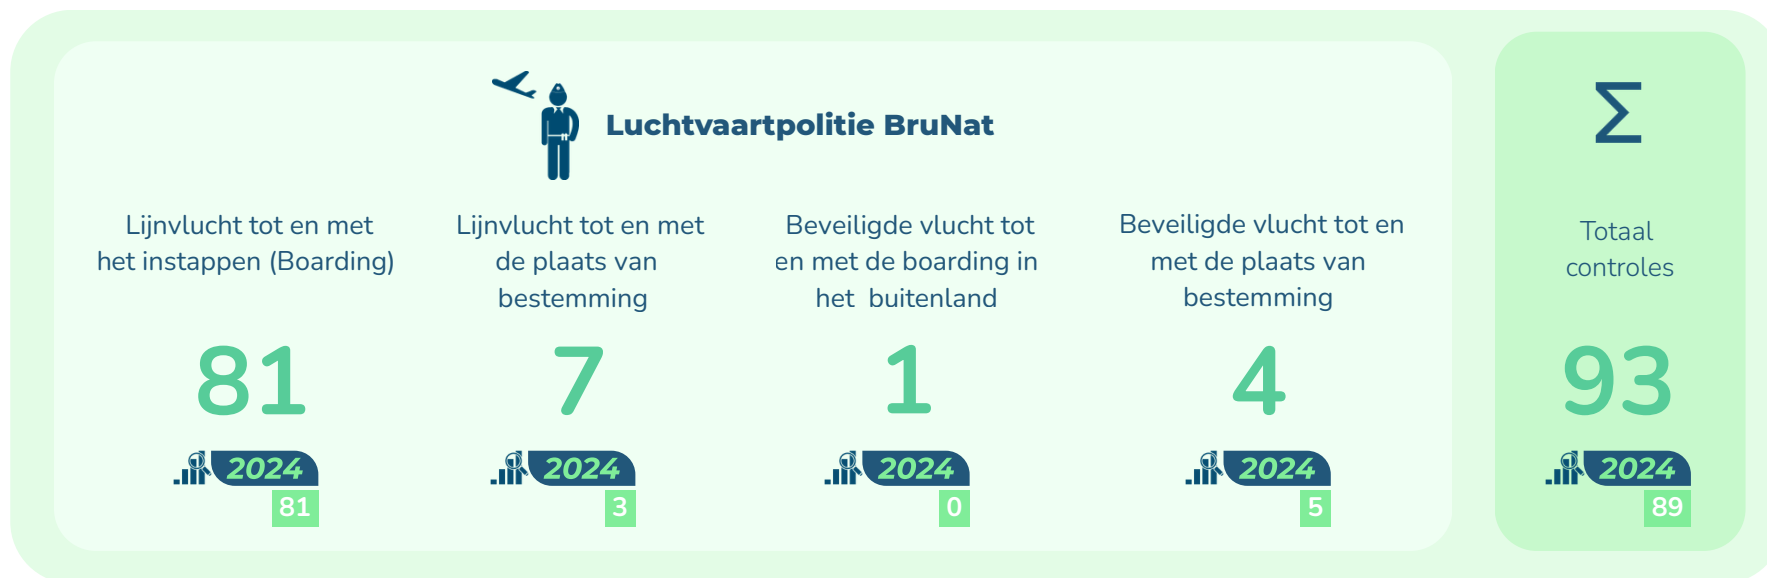 Luchtvaartpolitie BruNat
Lijnvlucht tot en met
het instappen (Boarding)
81
2024
81
Lijnvlucht tot en met
de plaats van
bestemming
7
2024
3
Beveiligde vlucht tot
en met de boarding in
het buitenland
1
2024
0
Beveiligde vlucht tot en
met de plaats van
bestemming
4
2024
5
Σ
Totaal
controles
93
2024
89